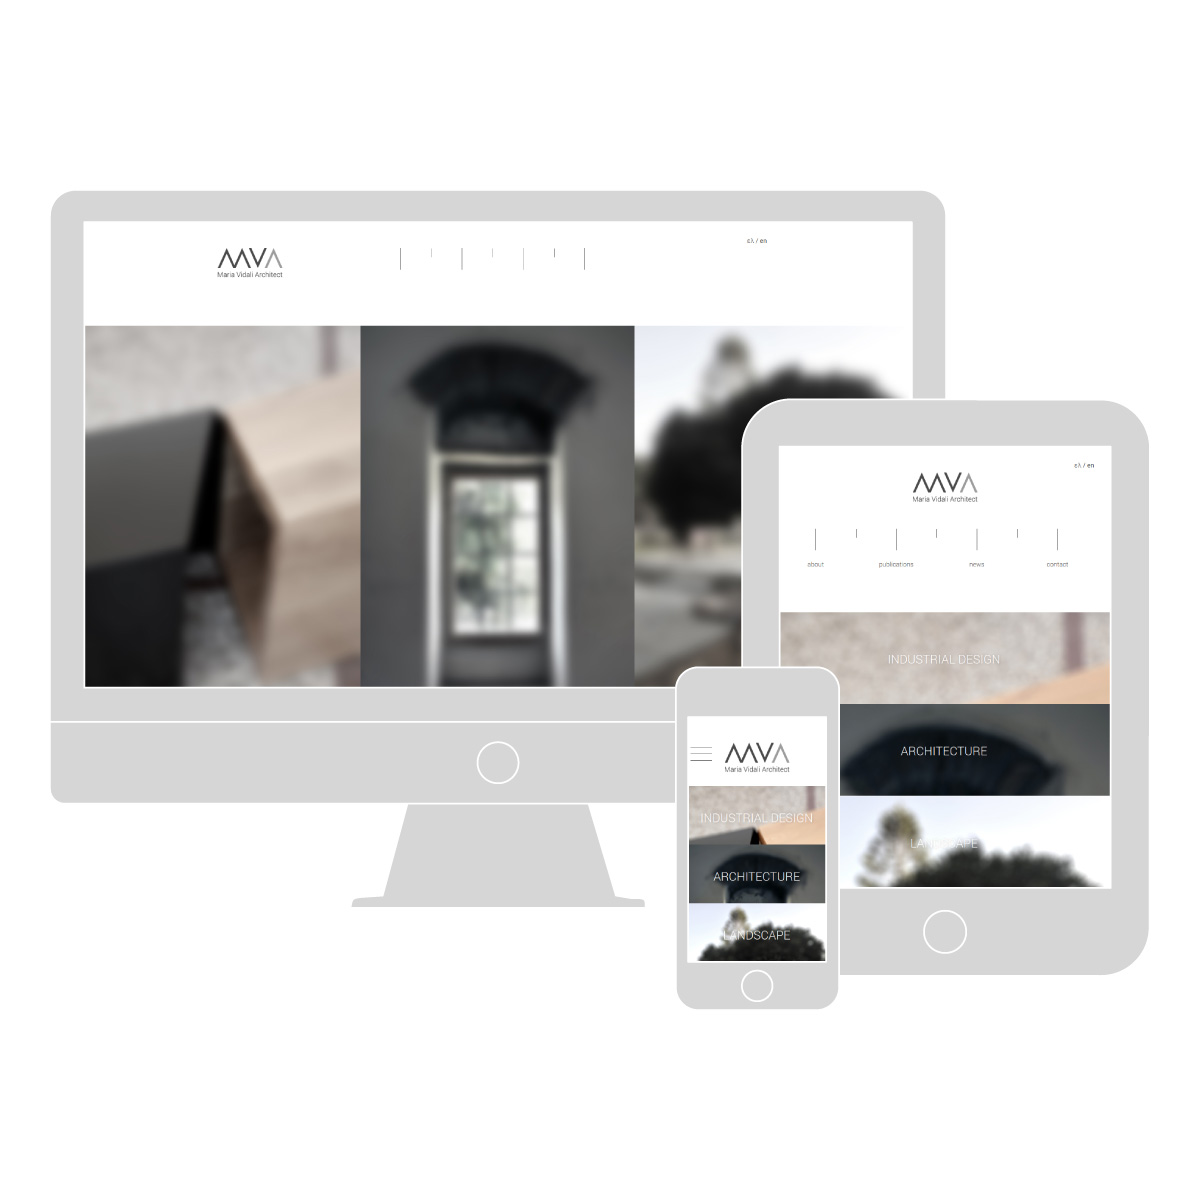 MVA
Maria Vidali Architect
ελ / en
ελ / en
MVA
Maria Vidali Architect
about publications news contact
INDUSTRIAL DESIGN
ARCHITECTURE
LANDSCAPE
MVA
Maria Vidali Architect
INDUSTRIAL DESIGN
ARCHITECTURE
LANDSCAPE